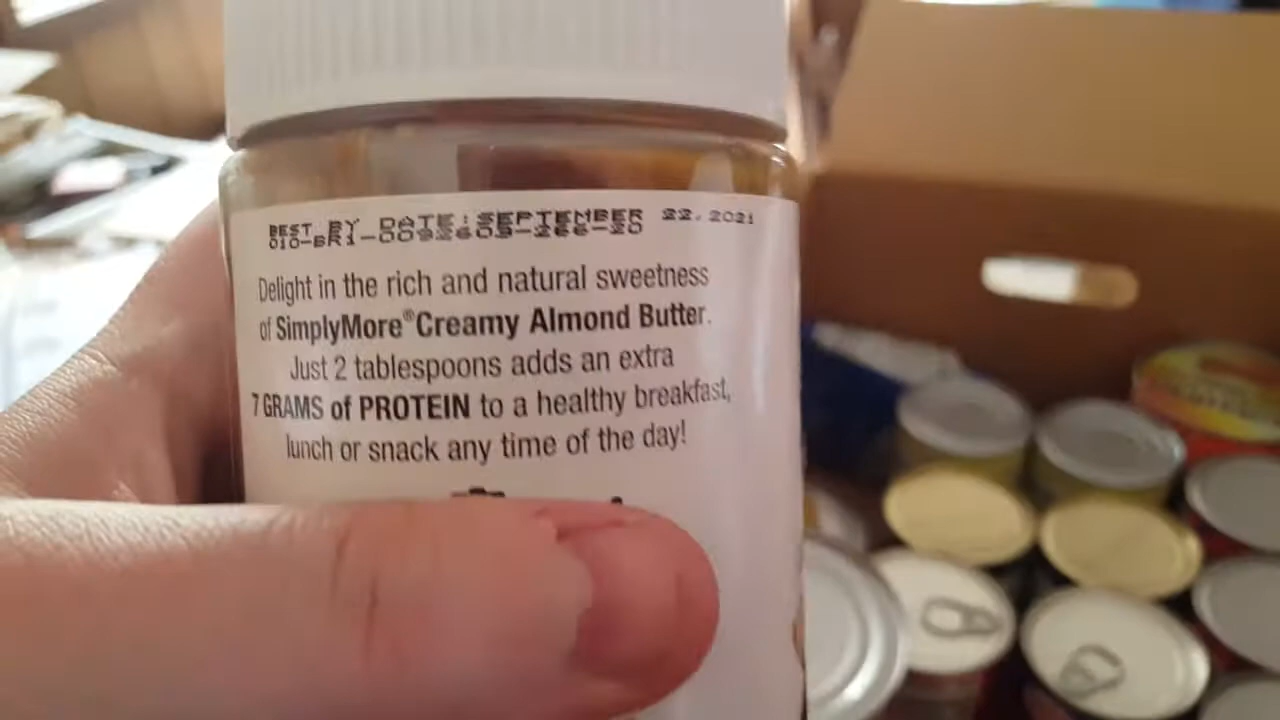 BEST BY DATE:SEPTEMBER 22,2021
Delight in the rich and natural sweetness
of SimplyMore® Creamy Almond Butter.
Just 2 tablespoons adds an extra
7 GRAMS of PROTEIN to a healthy breakfast,
lunch or snack any time of the day!